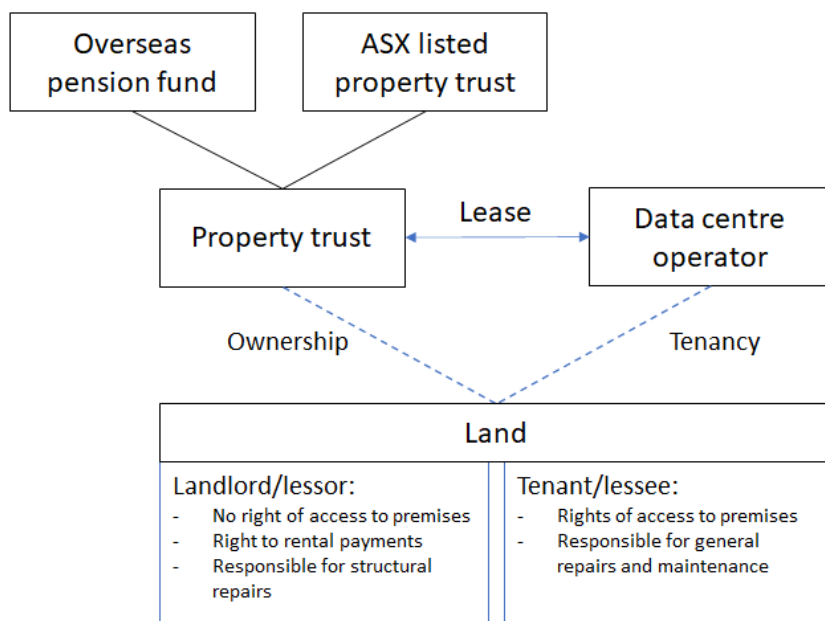 Overseas
pension fund
ASX listed
property trust
Property trust
Lease
Data centre
operator
Ownership
Tenancy
Land
Landlord/lessor:
- No right of access to premises
- Right to rental payments
- Responsible for structural
repairs
Tenant/lessee:
- Rights of access to premises
- Responsible for general
repairs and maintenance